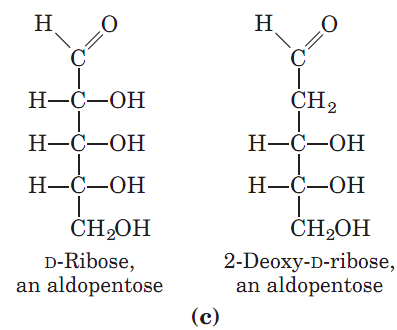 H O
C
H–C–OH
H–C–OH
H–C–OH
CH₂OH
D-Ribose,
an aldopentose
H O
C
CH₂
H–C–OH
H–C–OH
CH₂OH
2-Deoxy-D-ribose,
an aldopentose
(c)